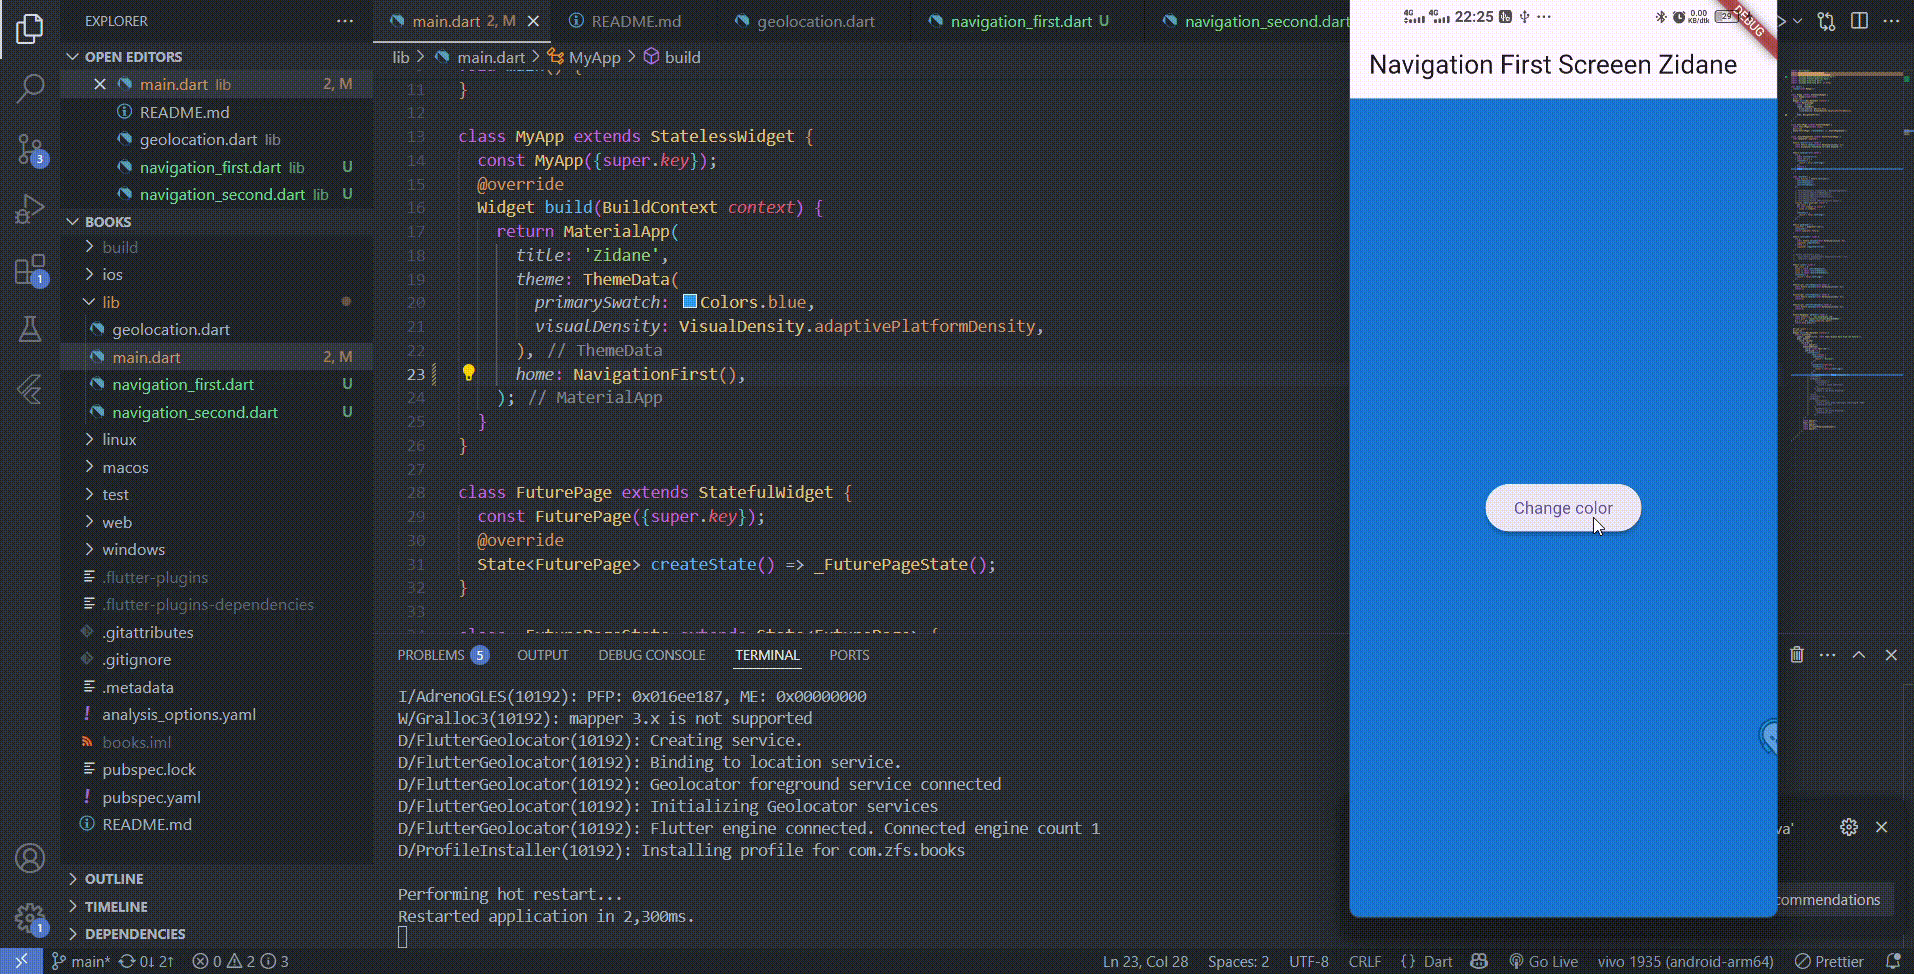 EXPLORER
OPEN EDITORS
main.dart lib 2, M
README.md
geolocation.dart lib
navigation_first.dart lib U
navigation_second.dart lib U
BOOKS
build
ios
lib
geolocation.dart
main.dart 2, M
navigation_first.dart U
navigation_second.dart U
linux
macos
test
web
windows
.flutter-plugins
.flutter-plugins-dependencies
.gitattributes
.gitignore
.metadata
analysis_options.yaml
books.iml
pubspec.lock
pubspec.yaml
README.md
OUTLINE
TIMELINE
DEPENDENCIES
3
1
1
main.dart 2, M
README.md
geolocation.dart
navigation_first.dart U
navigation_second.dart
lib > main.dart > MyApp > build
11 }
12
13 class MyApp extends StatelessWidget {
14 const MyApp({super.key});
15 @override
16 Widget build(BuildContext context) {
17 return MaterialApp(
18 title: 'Zidane',
19 theme: ThemeData(
20 primarySwatch: Colors.blue,
21 visualDensity: VisualDensity.adaptivePlatformDensity,
22 ), // ThemeData
23 home: NavigationFirst(),
24 ); // MaterialApp
25 }
26 }
27
28 class FuturePage extends StatefulWidget {
29 const FuturePage({super.key});
30 @override
31 State<FuturePage> createState() => _FuturePageState();
32 }
33
PROBLEMS 5 OUTPUT DEBUG CONSOLE TERMINAL PORTS
I/AdrenoGLES(10192): PFP: 0x016ee187, ME: 0x00000000
W/Gralloc3(10192): mapper 3.x is not supported
D/FlutterGeolocator(10192): Creating service.
D/FlutterGeolocator(10192): Binding to location service.
D/FlutterGeolocator(10192): Geolocator foreground service connected
D/FlutterGeolocator(10192): Initializing Geolocator services
D/FlutterGeolocator(10192): Flutter engine connected. Connected engine count 1
D/ProfileInstaller(10192): Installing profile for com.zfs.books
Performing hot restart...
Restarted application in 2,300ms.
4G 4G 22:25 0.00 KB/dtk 29
DEBUG
Navigation First Screeen Zidane
Change color
va'
commendations
main* 0↓ 2↑ 0 2 3
Ln 23, Col 28 Spaces: 2 UTF-8 CRLF {} Dart Go Live vivo 1935 (android-arm64) Prettier